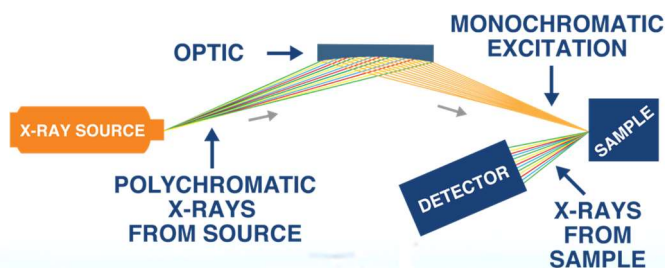 MONOCHROMATIC
EXCITATION
OPTIC
X-RAY SOURCE
SAMPLE
DETECTOR
POLYCHROMATIC
X-RAYS
FROM SOURCE
X-RAYS
FROM
SAMPLE